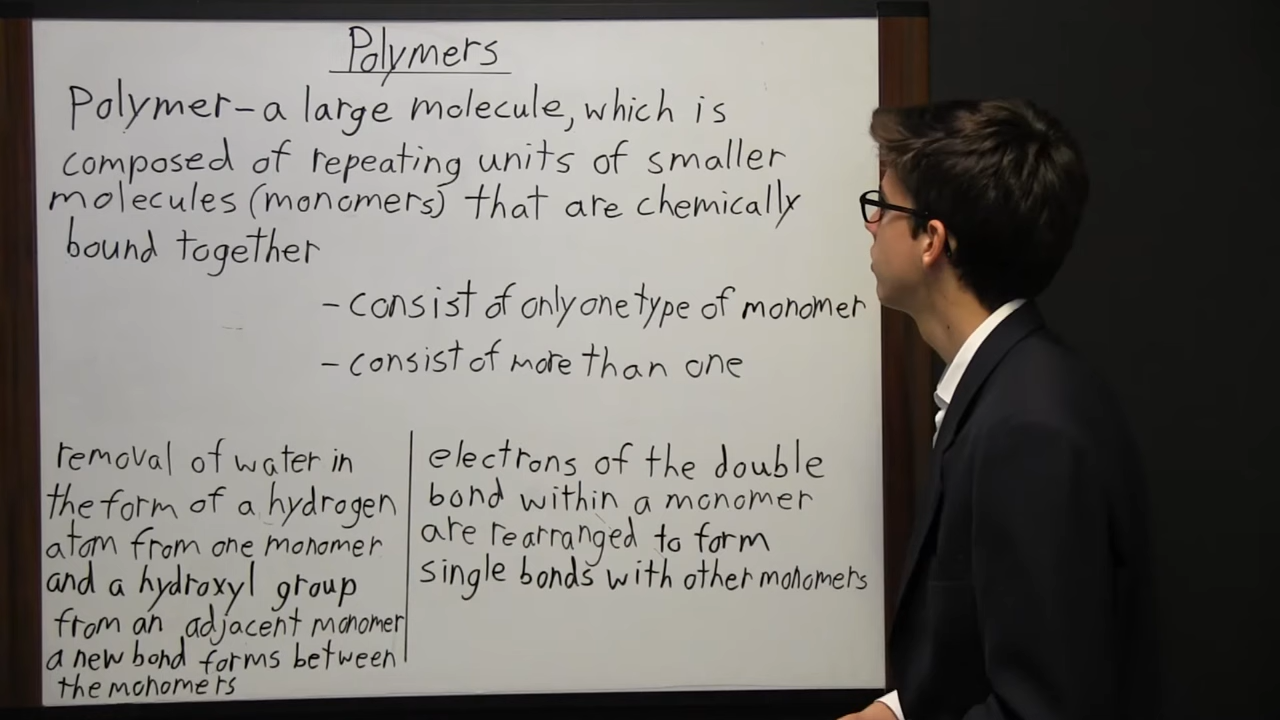 Polymers
Polymer - a large molecule, which is
composed of repeating units of smaller
molecules (monomers) that are chemically
bound together
- consist of only one type of monomer
- consist of more than one
removal of water in
the form of a hydrogen
atom from one monomer
and a hydroxyl group
from an adjacent monomer
a new bond forms between
the monomers
electrons of the double
bond within a monomer
are rearranged to form
single bonds with other monomers